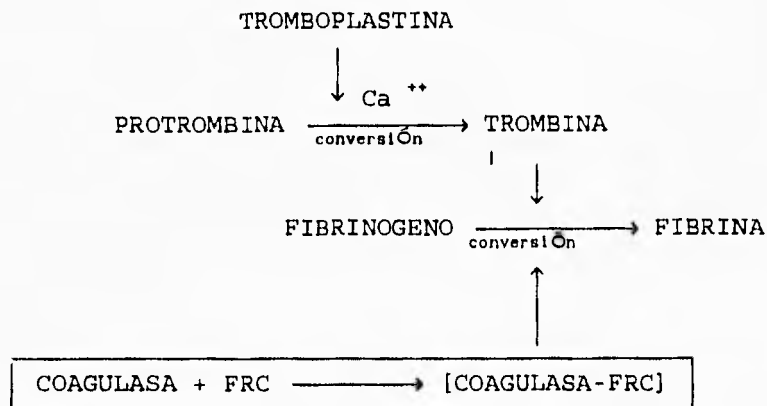 TROMBOPLASTINA
Ca ++
PROTROMBINA TROMBINA
conversión
FIBRINOGENO FIBRINA
conversión
COAGULASA + FRC [COAGULASA-FRC]